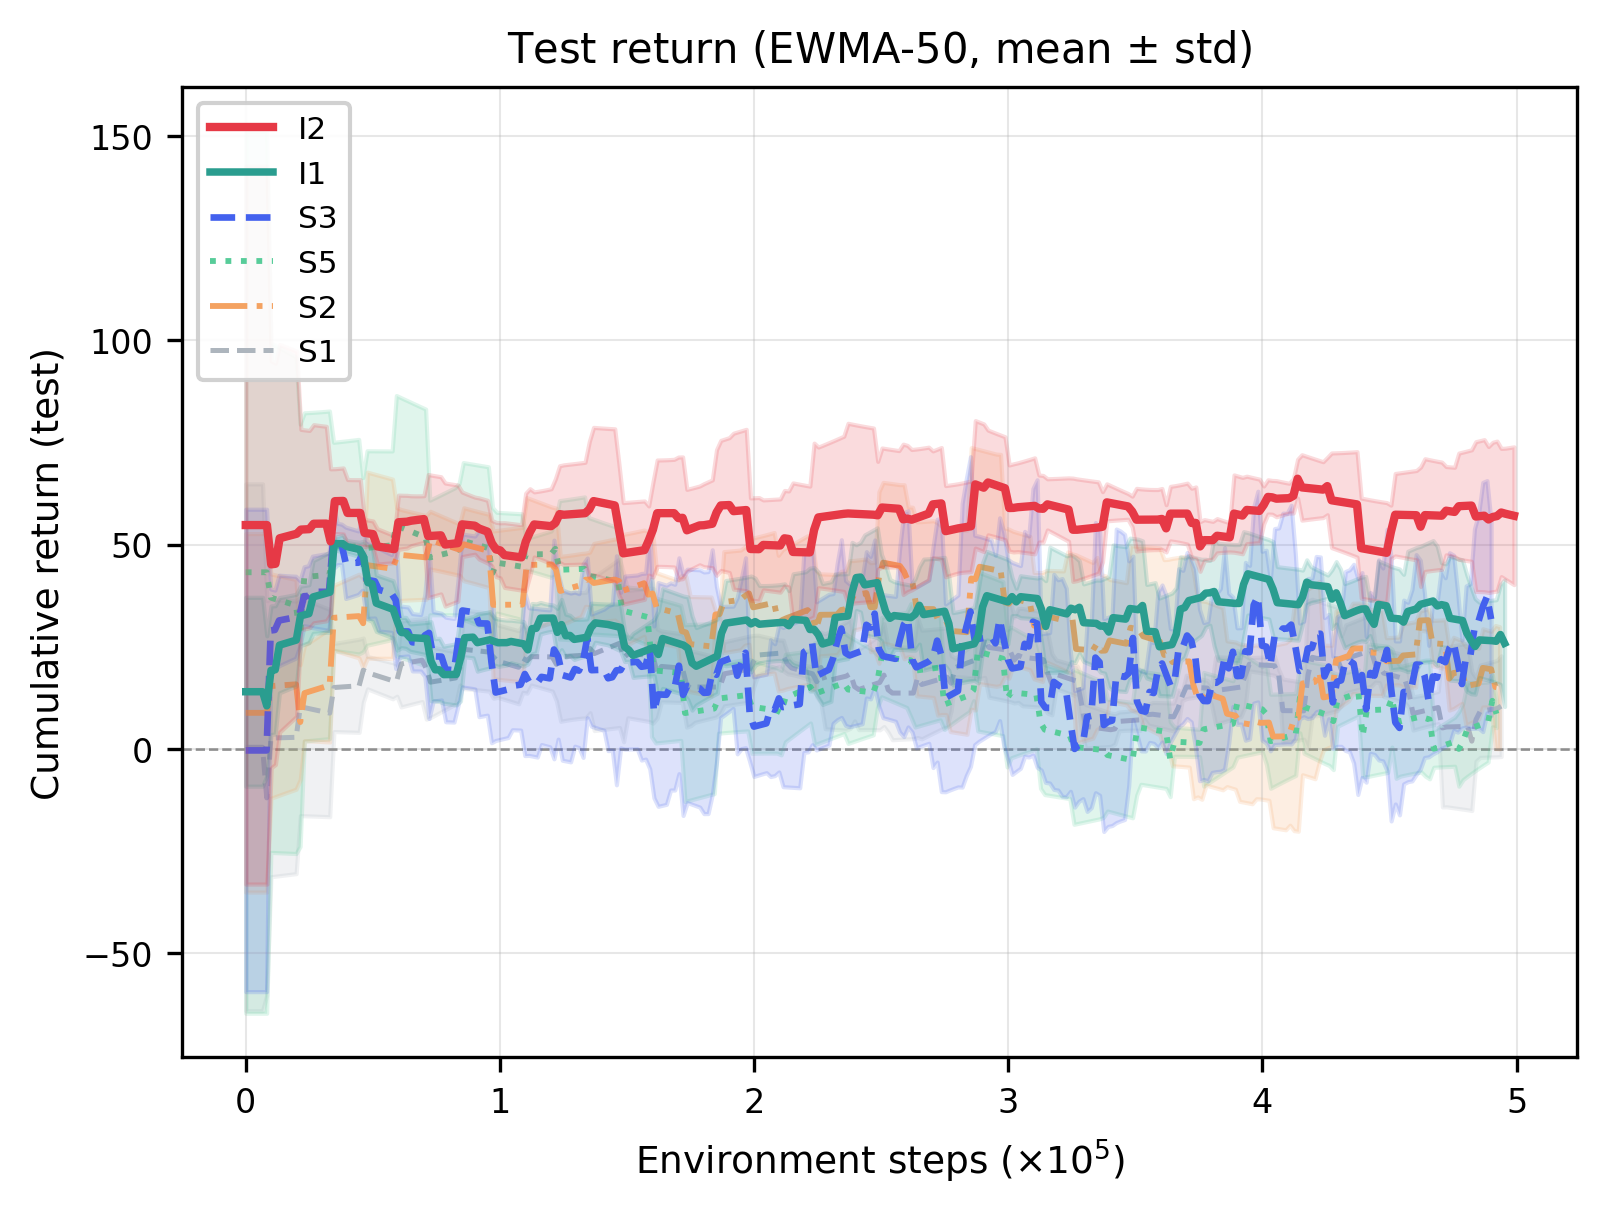 Test return (EWMA-50, mean ± std)
I2
I1
S3
S5
S2
S1
150
100
50
0
−50
Cumulative return (test)
0 1 2 3 4 5
Environment steps (×10⁵)